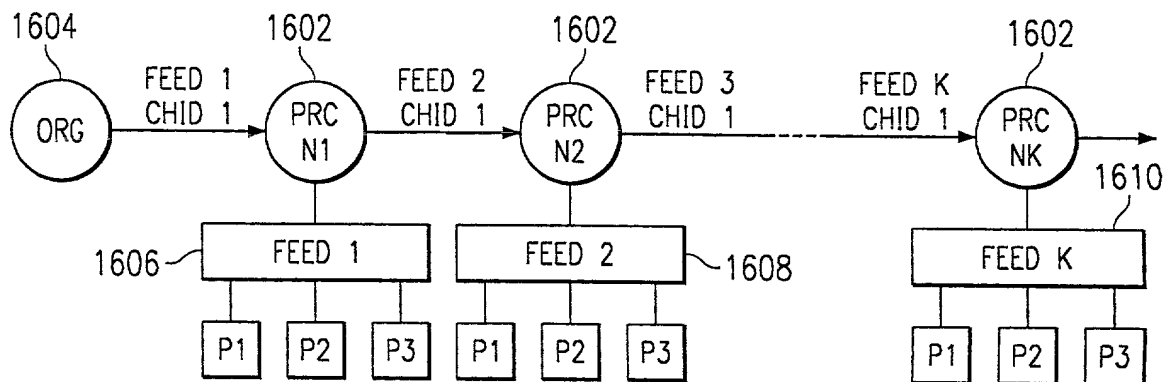 1604
1602
1602
1602
FEED 1
CHID 1
FEED 2
CHID 1
FEED 3
CHID 1
FEED K
CHID 1
ORG
PRC
N1
PRC
N2
PRC
NK
1610
1606
FEED 1
FEED 2
1608
FEED K
P1
P2
P3
P1
P2
P3
P1
P2
P3